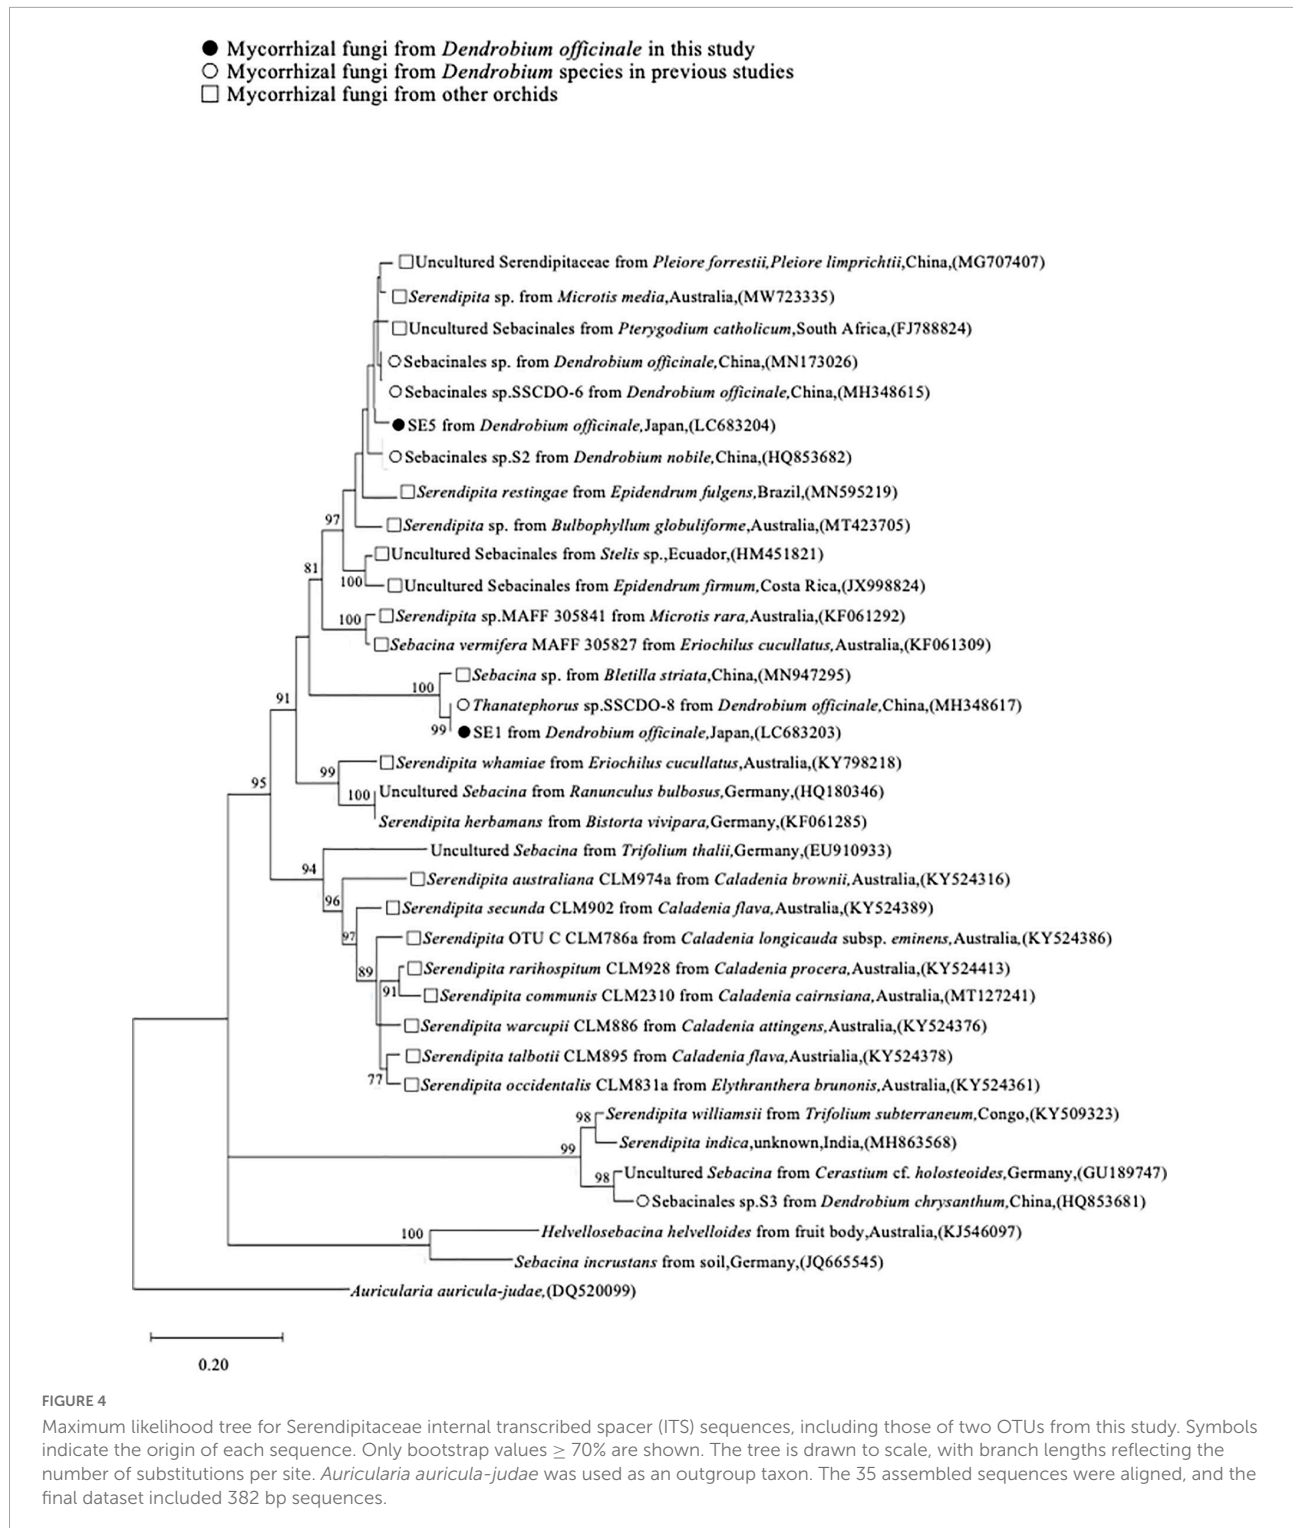 ● Mycorrhizal fungi from Dendrobium officinale in this study
○ Mycorrhizal fungi from Dendrobium species in previous studies
□ Mycorrhizal fungi from other orchids
□Uncultured Serendipitaceae from Pleiore forrestii,Pleiore limprichtii,China,(MG707407)
□Serendipita sp. from Microtis media,Australia,(MW723335)
□Uncultured Sebacinales from Pterygodium catholicum,South Africa,(FJ788824)
○Sebacinales sp. from Dendrobium officinale,China,(MN173026)
○Sebacinales sp.SSCDO-6 from Dendrobium officinale,China,(MH348615)
●SE5 from Dendrobium officinale,Japan,(LC683204)
○Sebacinales sp.S2 from Dendrobium nobile,China,(HQ853682)
□Serendipita restingae from Epidendrum fulgens,Brazil,(MN595219)
97
□Serendipita sp. from Bulbophyllum globuliforme,Australia,(MT423705)
□Uncultured Sebacinales from Stelis sp.,Ecuador,(HM451821)
81
100
□Uncultured Sebacinales from Epidendrum firmum,Costa Rica,(JX998824)
100
□Serendipita sp.MAFF 305841 from Microtis rara,Australia,(KF061292)
□Sebacina vermifera MAFF 305827 from Eriochilus cucullatus,Australia,(KF061309)
□Sebacina sp. from Bletilla striata,China,(MN947295)
100
91
○Thanatephorus sp.SSCDO-8 from Dendrobium officinale,China,(MH348617)
99
●SE1 from Dendrobium officinale,Japan,(LC683203)
□Serendipita whamiae from Eriochilus cucullatus,Australia,(KY798218)
99
95
100
Uncultured Sebacina from Ranunculus bulbosus,Germany,(HQ180346)
Serendipita herbamans from Bistorta vivipara,Germany,(KF061285)
Uncultured Sebacina from Trifolium thalii,Germany,(EU910933)
94
□Serendipita australiana CLM974a from Caladenia brownii,Australia,(KY524316)
96
□Serendipita secunda CLM902 from Caladenia flava,Australia,(KY524389)
97
□Serendipita OTU C CLM786a from Caladenia longicauda subsp. eminens,Australia,(KY524386)
89
□Serendipita rarihospitum CLM928 from Caladenia procera,Australia,(KY524413)
91
□Serendipita communis CLM2310 from Caladenia cairnsiana,Australia,(MT127241)
□Serendipita warcupii CLM886 from Caladenia attingens,Australia,(KY524376)
□Serendipita talbotii CLM895 from Caladenia flava,Austrialia,(KY524378)
77
□Serendipita occidentalis CLM831a from Elythranthera brunonis,Australia,(KY524361)
98
Serendipita williamsii from Trifolium subterraneum,Congo,(KY509323)
Serendipita indica,unknown,India,(MH863568)
99
98
Uncultured Sebacina from Cerastium cf. holosteoides,Germany,(GU189747)
○Sebacinales sp.S3 from Dendrobium chrysanthum,China,(HQ853681)
100
Helvellosebacina helvelloides from fruit body,Australia,(KJ546097)
Sebacina incrustans from soil,Germany,(JQ665545)
Auricularia auricula-judae,(DQ520099)
0.20
FIGURE 4
Maximum likelihood tree for Serendipitaceae internal transcribed spacer (ITS) sequences, including those of two OTUs from this study. Symbols
indicate the origin of each sequence. Only bootstrap values ≥ 70% are shown. The tree is drawn to scale, with branch lengths reflecting the
number of substitutions per site. Auricularia auricula-judae was used as an outgroup taxon. The 35 assembled sequences were aligned, and the
final dataset included 382 bp sequences.